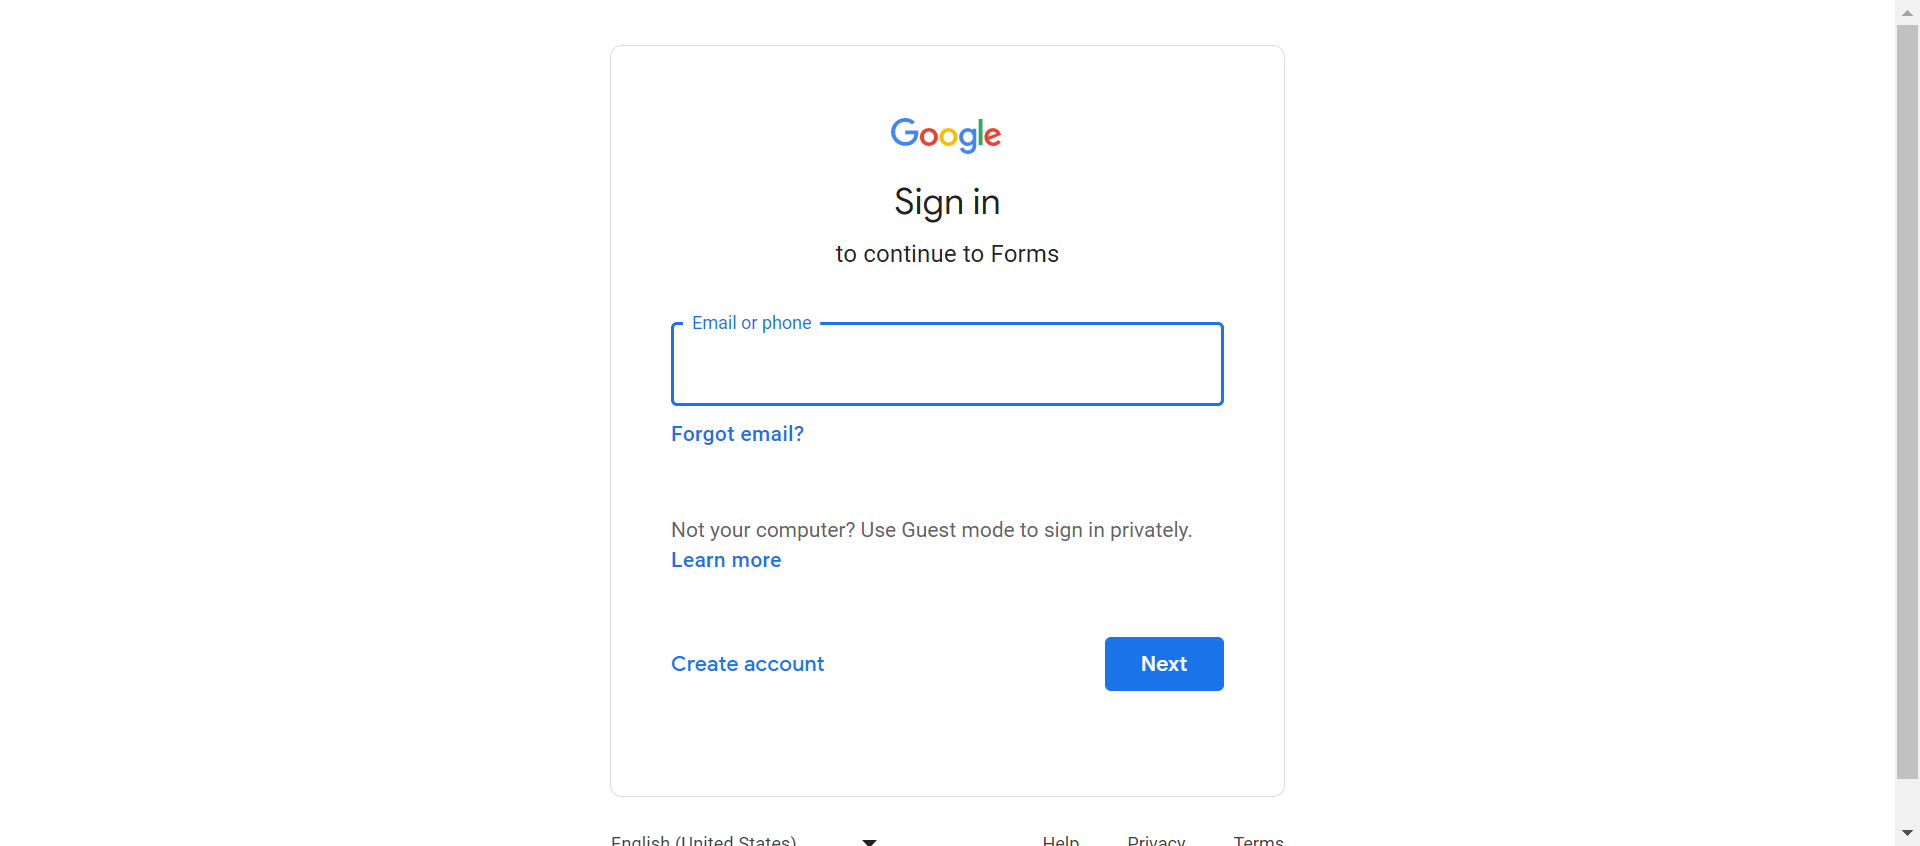 Google
Sign in
to continue to Forms
Email or phone
Forgot email?
Not your computer? Use Guest mode to sign in privately.
Learn more
Create account
Next
English (United States)
Help
Privacy
Terms